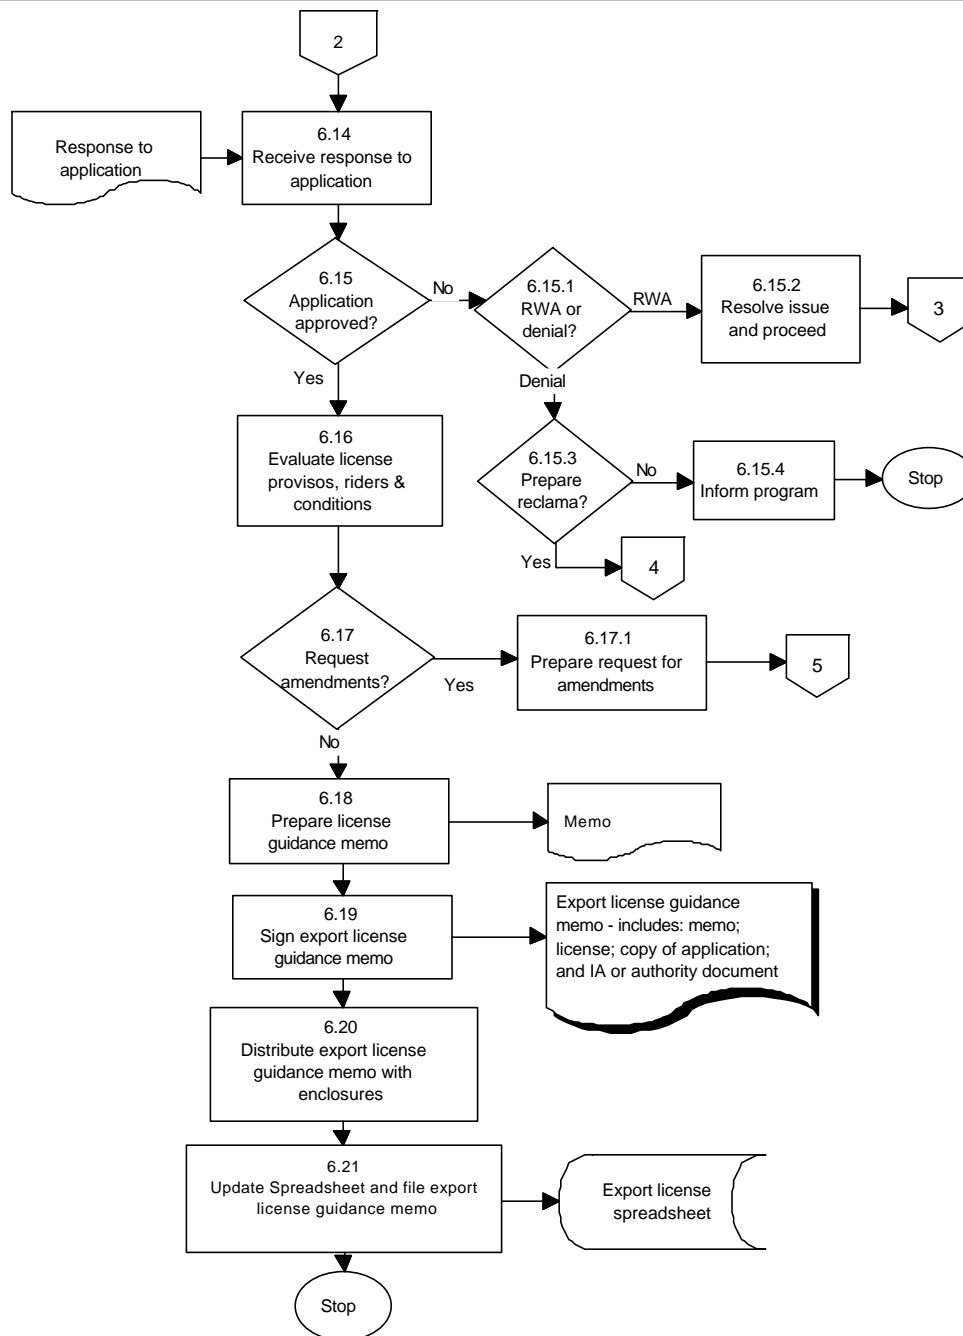 2
Response to
application
6.14
Receive response to
application
6.15
Application
approved?
No
6.15.1
RWA or
denial?
RWA
6.15.2
Resolve issue
and proceed
3
Yes
Denial
6.16
Evaluate license
provisos, riders &
conditions
6.15.3
Prepare
reclama?
No
6.15.4
Inform program
Stop
Yes
4
6.17
Request
amendments?
Yes
6.17.1
Prepare request for
amendments
5
No
6.18
Prepare license
guidance memo
Memo
6.19
Sign export license
guidance memo
Export license guidance
memo - includes: memo;
license; copy of application;
and IA or authority document
6.20
Distribute export license
guidance memo with
enclosures
6.21
Update Spreadsheet and file export
license guidance memo
Export license
spreadsheet
Stop